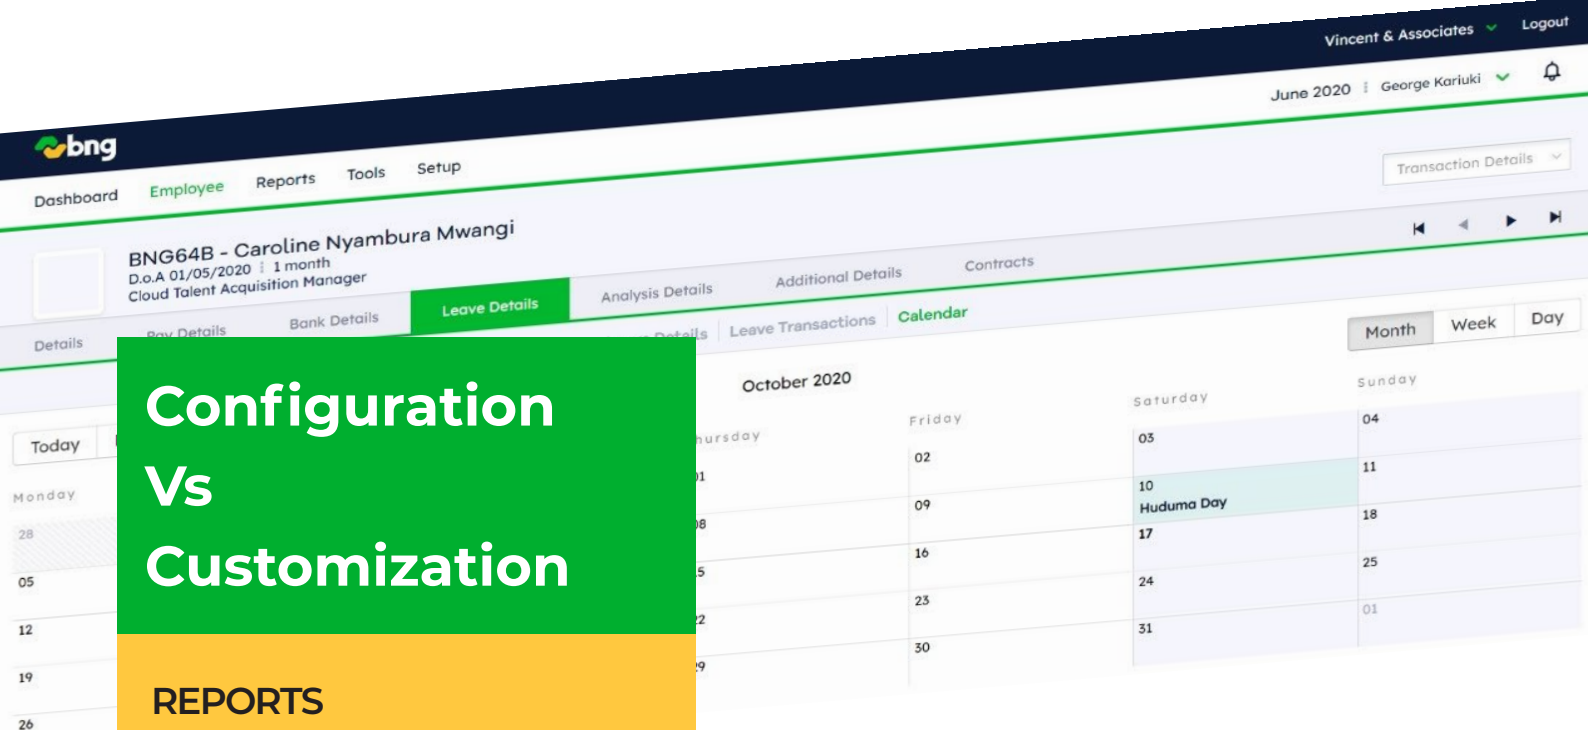 Vincent & Associates Logout
June 2020 George Kariuki
bng
Dashboard Employee Reports Tools Setup
Transaction Details
BNG64B - Caroline Nyambura Mwangi
D.o.A 01/05/2020 1 month
Cloud Talent Acquisition Manager
Details Pay Details Bank Details Leave Details Analysis Details Additional Details Contracts
Details Leave Transactions Calendar
Month Week Day
October 2020
Today
Monday Friday Saturday Sunday
28 02 03 04
05 09 10 11
Huduma Day
12 16 17 18
19 23 24 25
26 30 31 01
Configuration
Vs
Customization
REPORTS